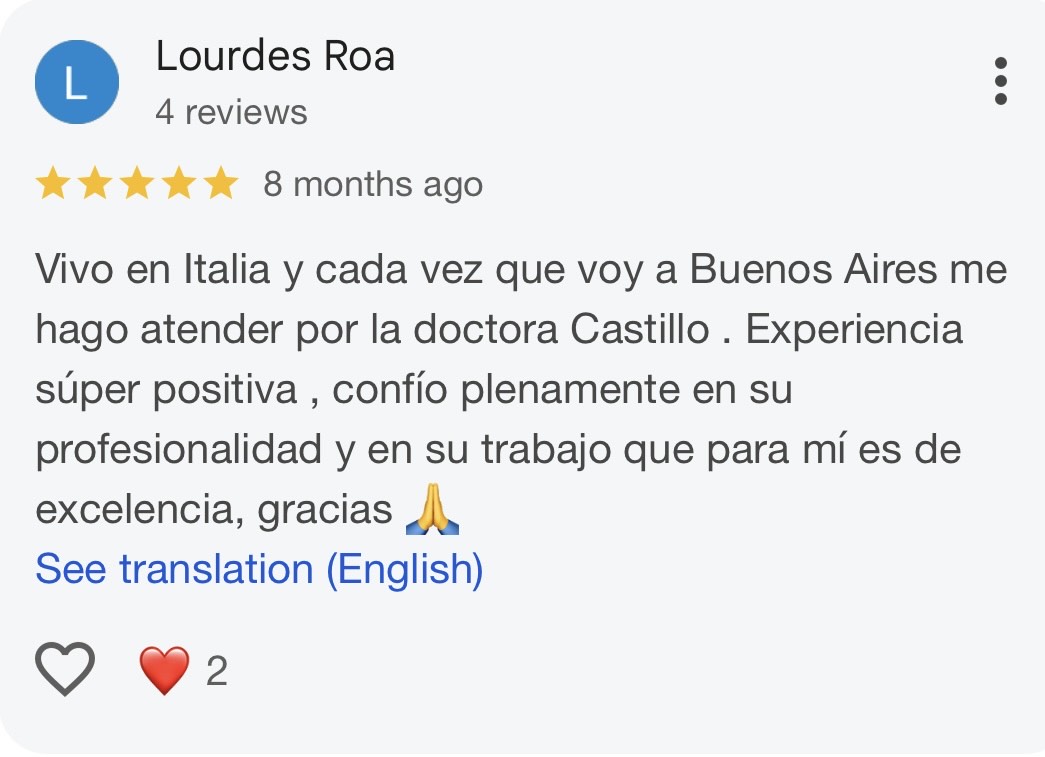 L
Lourdes Roa
4 reviews
8 months ago
Vivo en Italia y cada vez que voy a Buenos Aires me
hago atender por la doctora Castillo . Experiencia
súper positiva , confío plenamente en su
profesionalidad y en su trabajo que para mí es de
excelencia, gracias 🙏
See translation (English)
❤️ 2